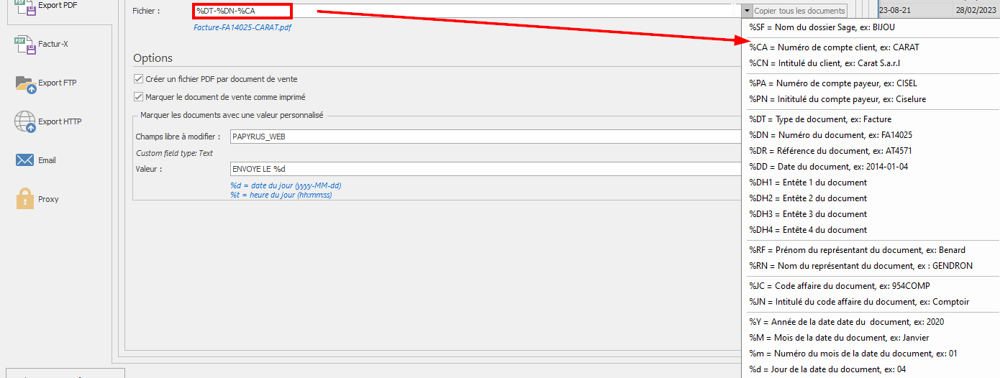 Export PDF
Factur-X
Export FTP
Export HTTP
Email
Proxy
Fichier :
%DT-%DN-%CA
Facture-FA14025-CARAT.pdf
Options
Créer un fichier PDF par document de vente
Marquer le document de vente comme imprimé
Marquer les documents avec une valeur personnalisé
Champs libre à modifier :
PAPYRUS_WEB
Custom field type: Text
Valeur :
ENVOYE LE %d
%d = date du jour (yyyy-MM-dd)
%t = heure du jour (hh:mm:ss)
Copier tous les documents
23-08-21
28/02/2023
%SF = Nom du dossier Sage, ex: BIJOU
%CA = Numéro de compte client, ex: CARAT
%CN = Intitulé du client, ex: Carat S.a.r.l
%PA = Numéro de compte payeur, ex: CISEL
%PN = Inititulé du compte payeur, ex: Ciselure
%DT = Type de document, ex: Facture
%DN = Numéro du document, ex: FA14025
%DR = Référence du document, ex: AT4571
%DD = Date du document, ex: 2014-01-04
%DH1 = Entête 1 du document
%DH2 = Entête 2 du document
%DH3 = Entête 3 du document
%DH4 = Entête 4 du document
%RF = Prénom du représentant du document, ex: Benard
%RN = Nom du représentant du document, ex : GENDRON
%JC = Code affaire du document, ex: 954COMP
%JN = Intitulé du code affaire du document, ex: Comptoir
%Y = Année de la date date du  document, ex: 2020
%M = Mois de la date du document, ex: Janvier
%m = Numéro du mois de la date du document, ex: 01
%d = Jour de la date du document, ex: 04